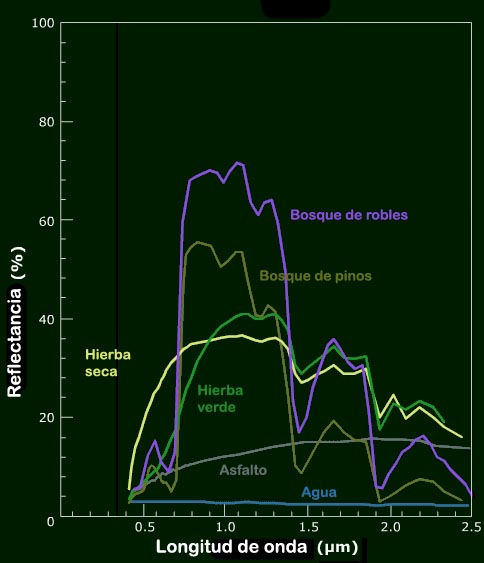 100
80
60
40
20
0
Reflectancia (%)
Bosque de robles
Bosque de pinos
Hierba
seca
Hierba
verde
Asfalto
Agua
0.5 1.0 1.5 2.0 2.5
Longitud de onda (µm)